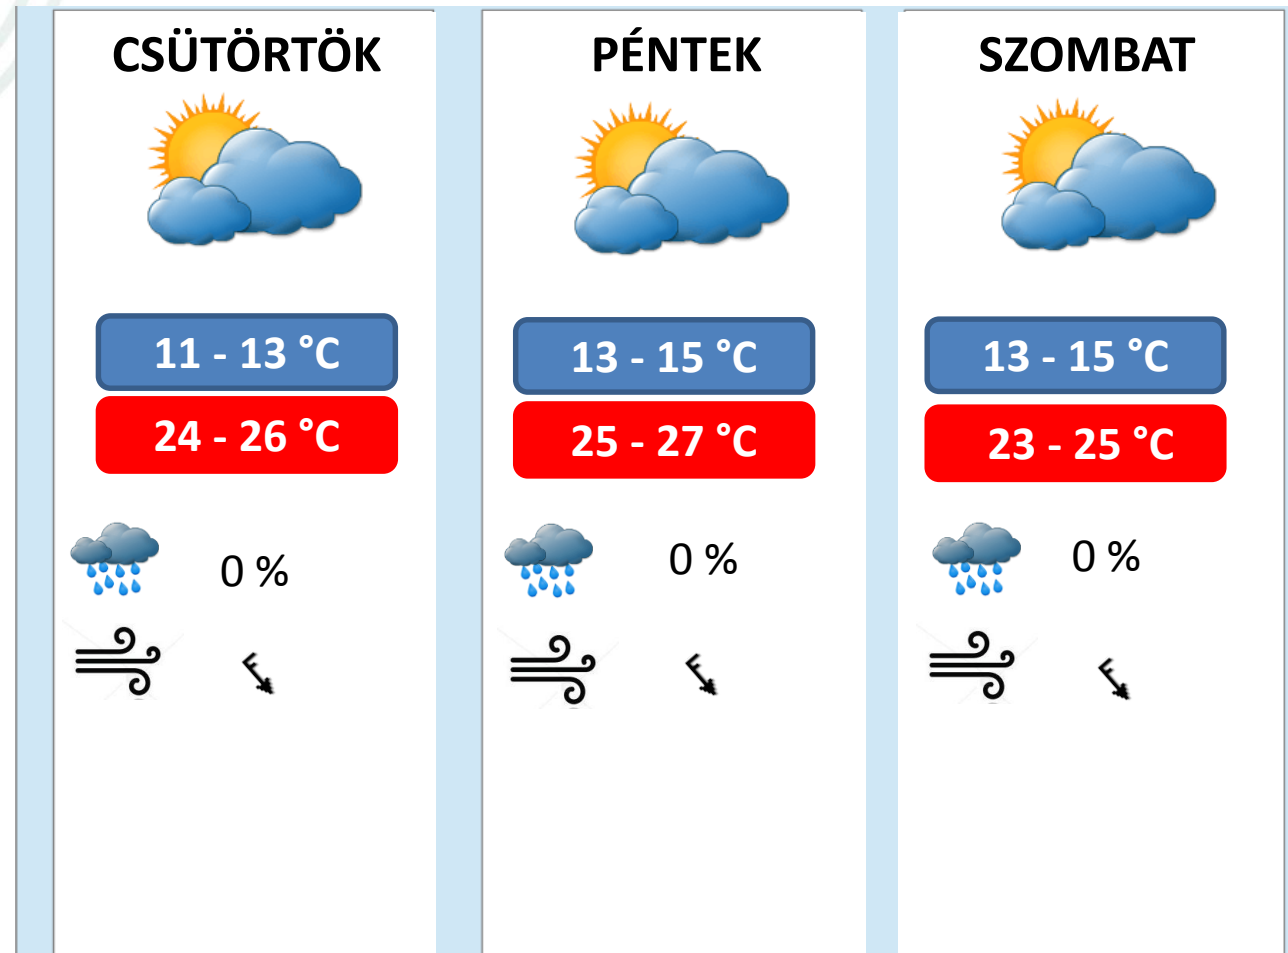 CSÜTÖRTÖK
11 - 13 °C
24 - 26 °C
0 %
PÉNTEK
13 - 15 °C
25 - 27 °C
0 %
SZOMBAT
13 - 15 °C
23 - 25 °C
0 %